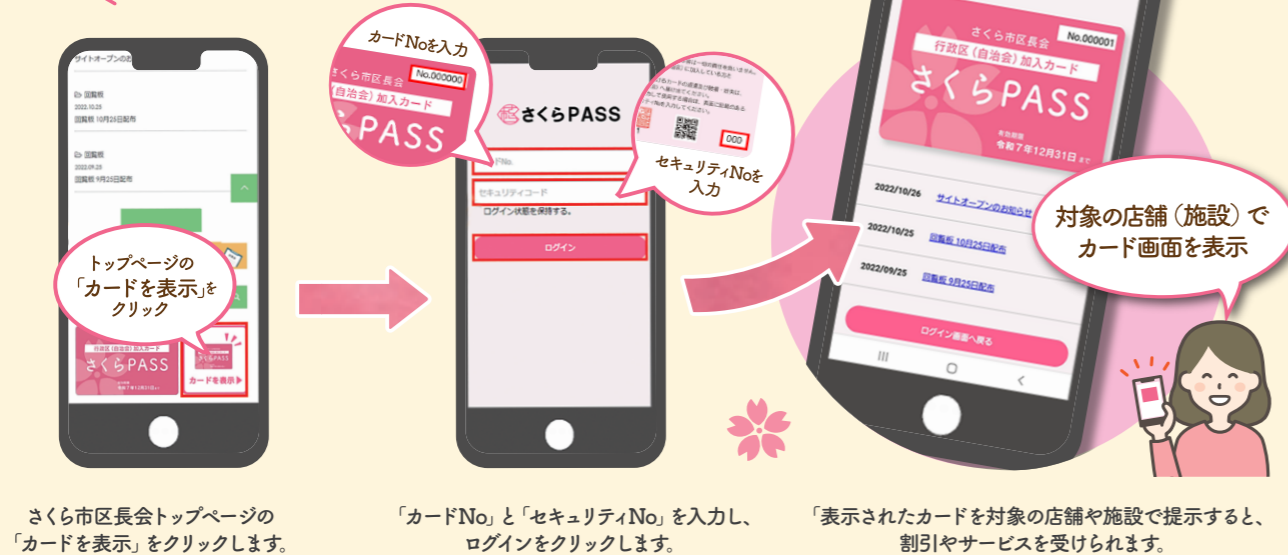 サイトオープンのお
回覧板
2022.10.25
回覧板 10月25日配布
回覧板
2022.09.25
回覧板 9月25日配布
トップページの
「カードを表示」を
クリック
行政区(自治会)加入カード
さくらPASS
令和7年12月31日
さくらPASS
カードを表示▶
さくら市区長会トップページの
「カードを表示」をクリックします。
カードNoを入力
さくら市区長会
No.000000
(自治会)加入カード
PASS
さくらPASS
ドNo.
セキュリティコード
ログイン状態を保持する。
ログイン
000
セキュリティNoを
入力
「カードNo」と「セキュリティNo」を入力し、
ログインをクリックします。
さくら市区長会
No.000001
行政区(自治会)加入カード
さくらPASS
有効期限
令和7年12月31日まで
2022/10/26 サイトオープンのお知らせ
2022/10/25 回覧板 10月25日配布
2022/09/25 回覧板 9月25日配布
ログイン画面へ戻る
対象の店舗(施設)で
カード画面を表示
「表示されたカードを対象の店舗や施設で提示すると、
割引やサービスを受けられます。